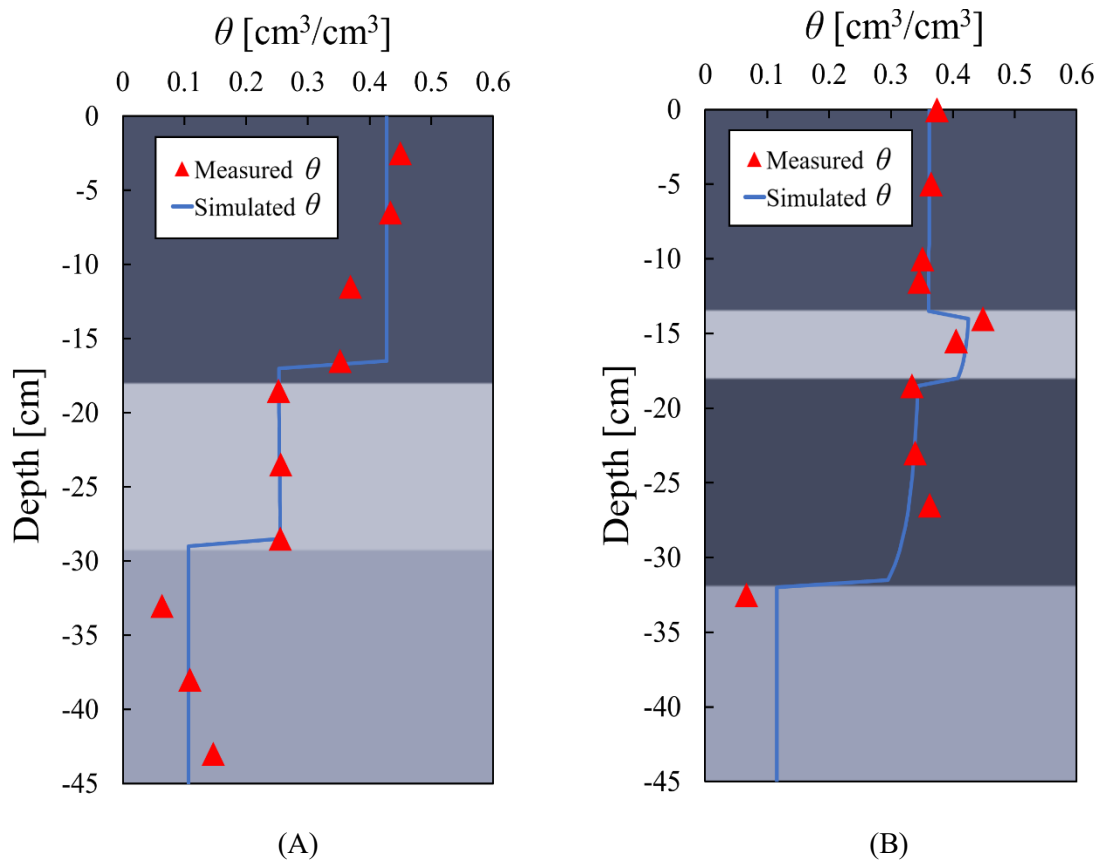 θ [cm³/cm³]
0 0.1 0.2 0.3 0.4 0.5 0.6
0
-5
-10
-15
-20
-25
-30
-35
-40
-45
Depth [cm]
Measured θ
Simulated θ
(A)
θ [cm³/cm³]
0 0.1 0.2 0.3 0.4 0.5 0.6
0
-5
-10
-15
-20
-25
-30
-35
-40
-45
Depth [cm]
Measured θ
Simulated θ
(B)